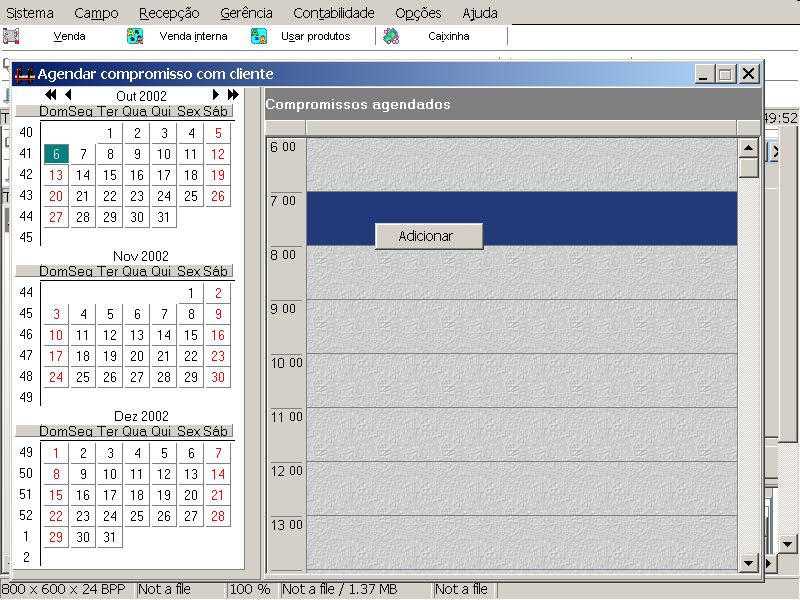 Sistema Campo Recepção Gerência Contabilidade Opções Ajuda
Venda Venda interna Usar produtos Caixinha
Agendar compromisso com cliente
Out 2002
Dom Seg Ter Qua Qui Sex Sáb
40 1 2 3 4 5
41 6 7 8 9 10 11 12
42 13 14 15 16 17 18 19
43 20 21 22 23 24 25 26
44 27 28 29 30 31
45
Nov 2002
Dom Seg Ter Qua Qui Sex Sáb
44 1 2
45 3 4 5 6 7 8 9
46 10 11 12 13 14 15 16
47 17 18 19 20 21 22 23
48 24 25 26 27 28 29 30
49
Dez 2002
Dom Seg Ter Qua Qui Sex Sáb
49 1 2 3 4 5 6 7
50 8 9 10 11 12 13 14
51 15 16 17 18 19 20 21
52 22 23 24 25 26 27 28
1 29 30 31
2
Compromissos agendados
6 00
7 00
Adicionar
8 00
9 00
10 00
11 00
12 00
13 00
49:52
800 x 600 x 24 BPP Not a file 100 % Not a file / 1.37 MB Not a file